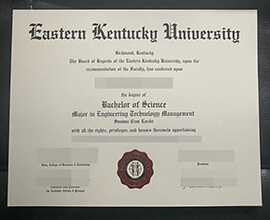 Eastern Kentucky University
Richmond, Kentucky
The Board of Regents of the Eastern Kentucky University, upon the
recommendation of the Faculty, has conferred upon
the degree of
Bachelor of Science
Major in Engineering Technology Management
Summa Cum Laude
with all the rights, privileges, and honors thereunto appertaining
President